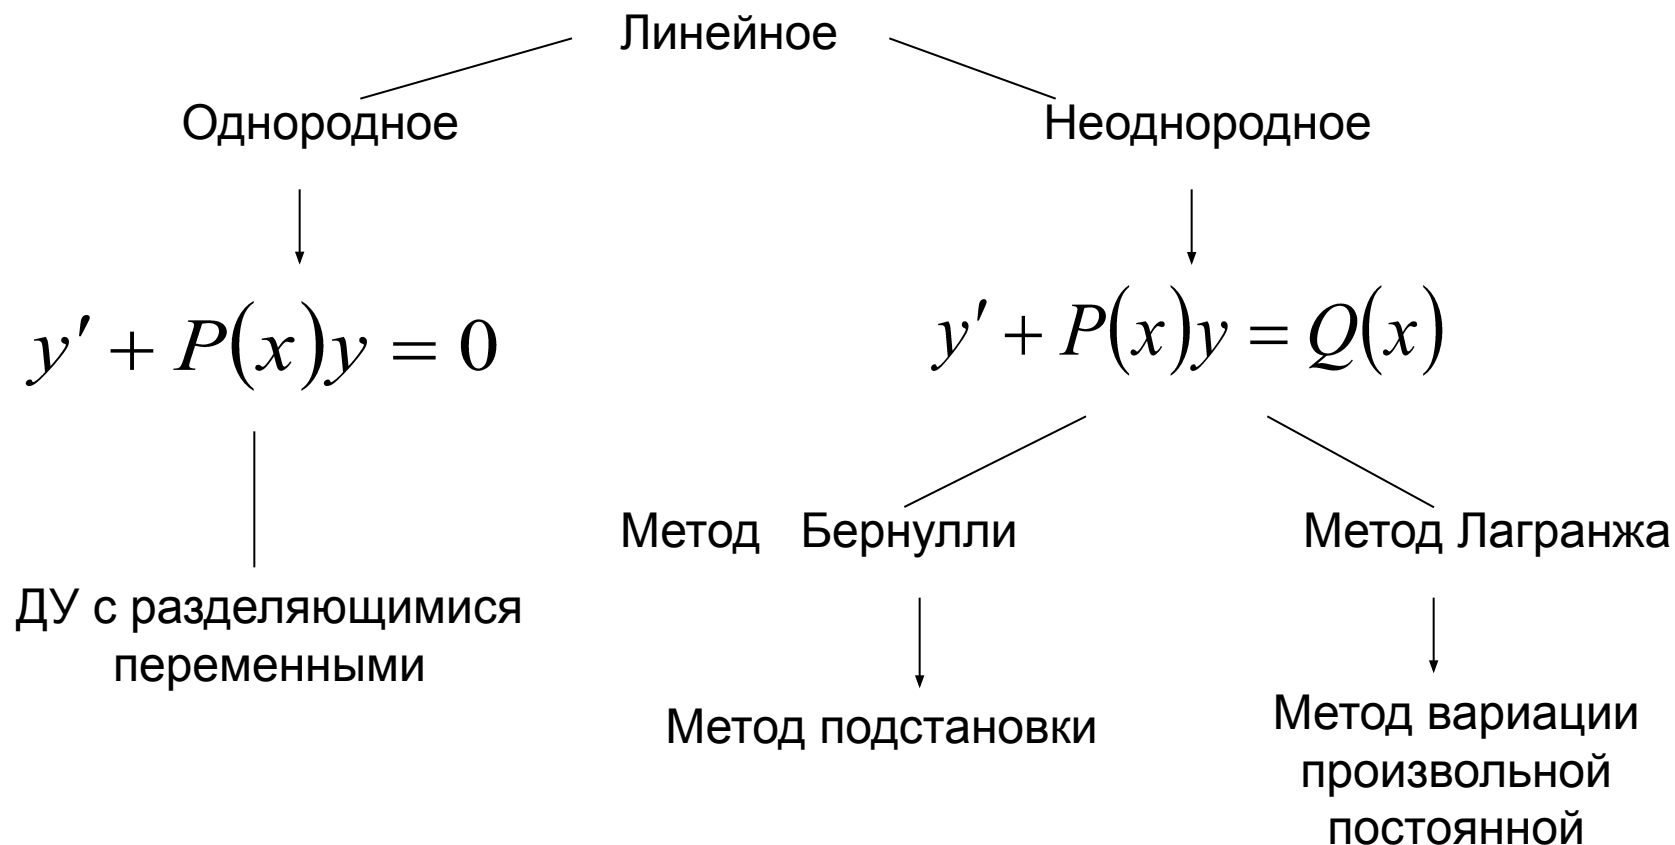 Линейное
Однородное
Неоднородное
y′ + P(x)y = 0
y′ + P(x)y = Q(x)
Метод Бернулли
Метод Лагранжа
ДУ с разделяющимися
переменными
Метод подстановки
Метод вариации
произвольной
постоянной